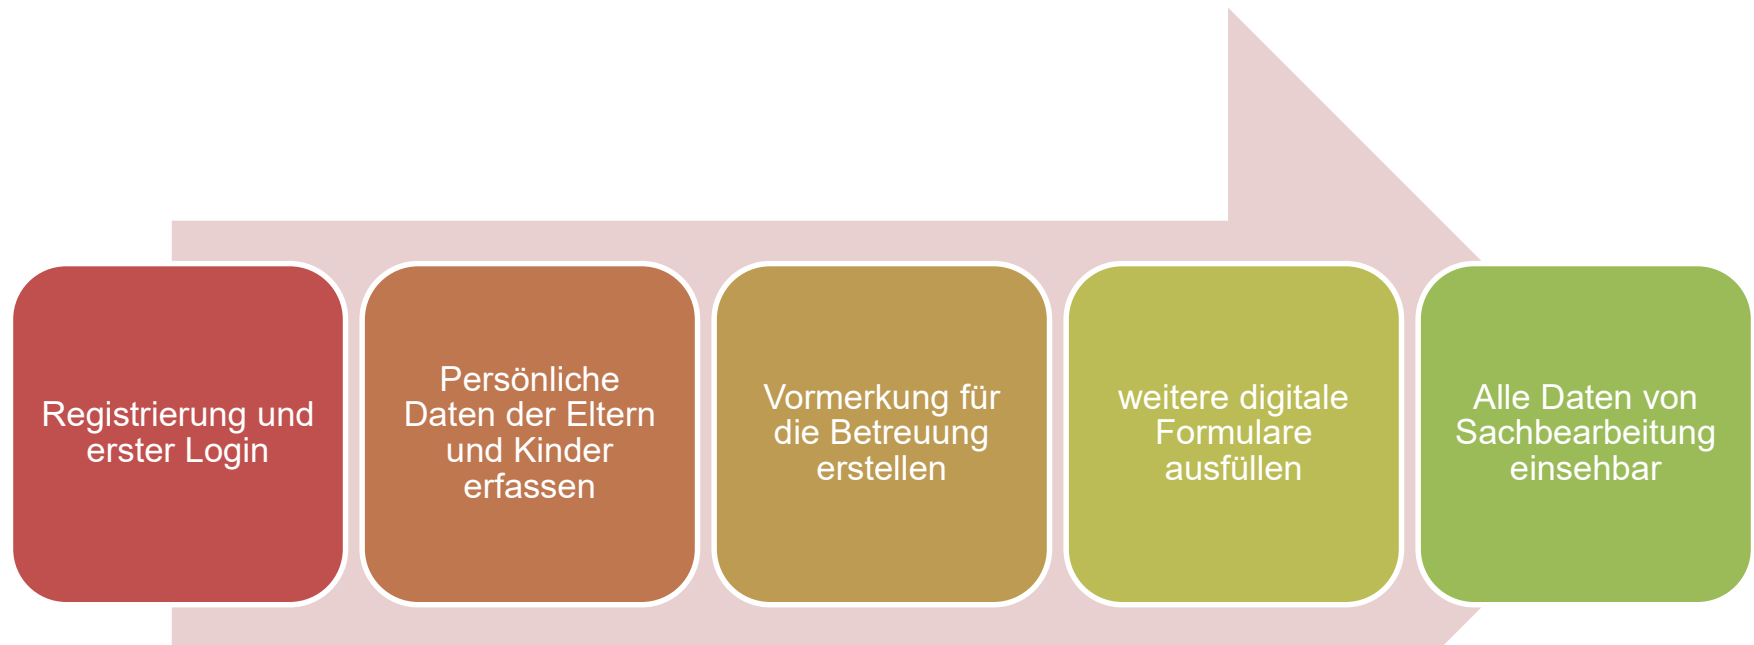 Registrierung und
erster Login
Persönliche
Daten der Eltern
und Kinder
erfassen
Vormerkung für
die Betreuung
erstellen
weitere digitale
Formulare
ausfüllen
Alle Daten von
Sachbearbeitung
einsehbar